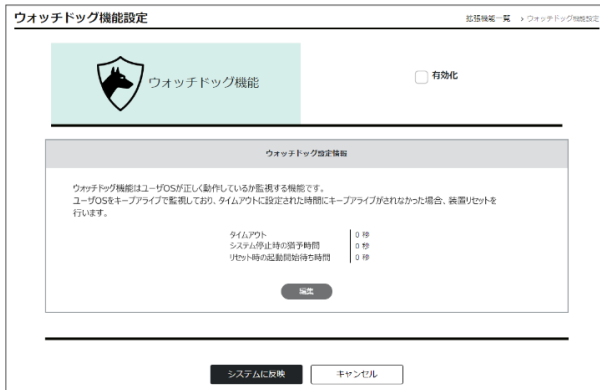 ウォッチドッグ機能設定
拡張機能一覧 > ウォッチドッグ機能設定
ウォッチドッグ機能
有効化
ウォッチドッグ設定情報
ウォッチドッグ機能はユーザOSが正しく動作しているか監視する機能です。
ユーザOSをキープアライブで監視しており、タイムアウトに設定された時間にキープアライブがされなかった場合、装置リセットを
行います。
タイムアウト 0 秒
システム停止時の猶予時間 0 秒
リセット時の起動開始待ち時間 0 秒
編集
システムに反映 キャンセル